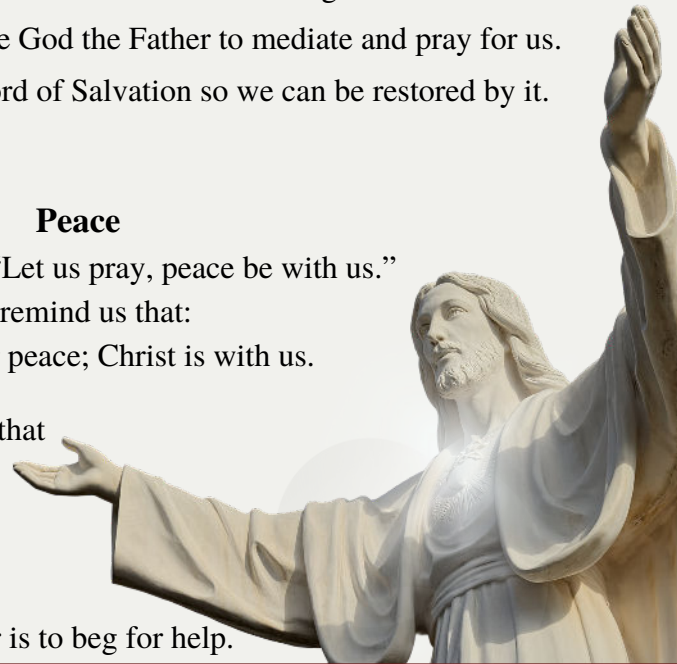 e God the Father to mediate and pray for us.
ord of Salvation so we can be restored by it.
Peace
“Let us pray, peace be with us.”
remind us that:
peace; Christ is with us.
that
is to beg for help.